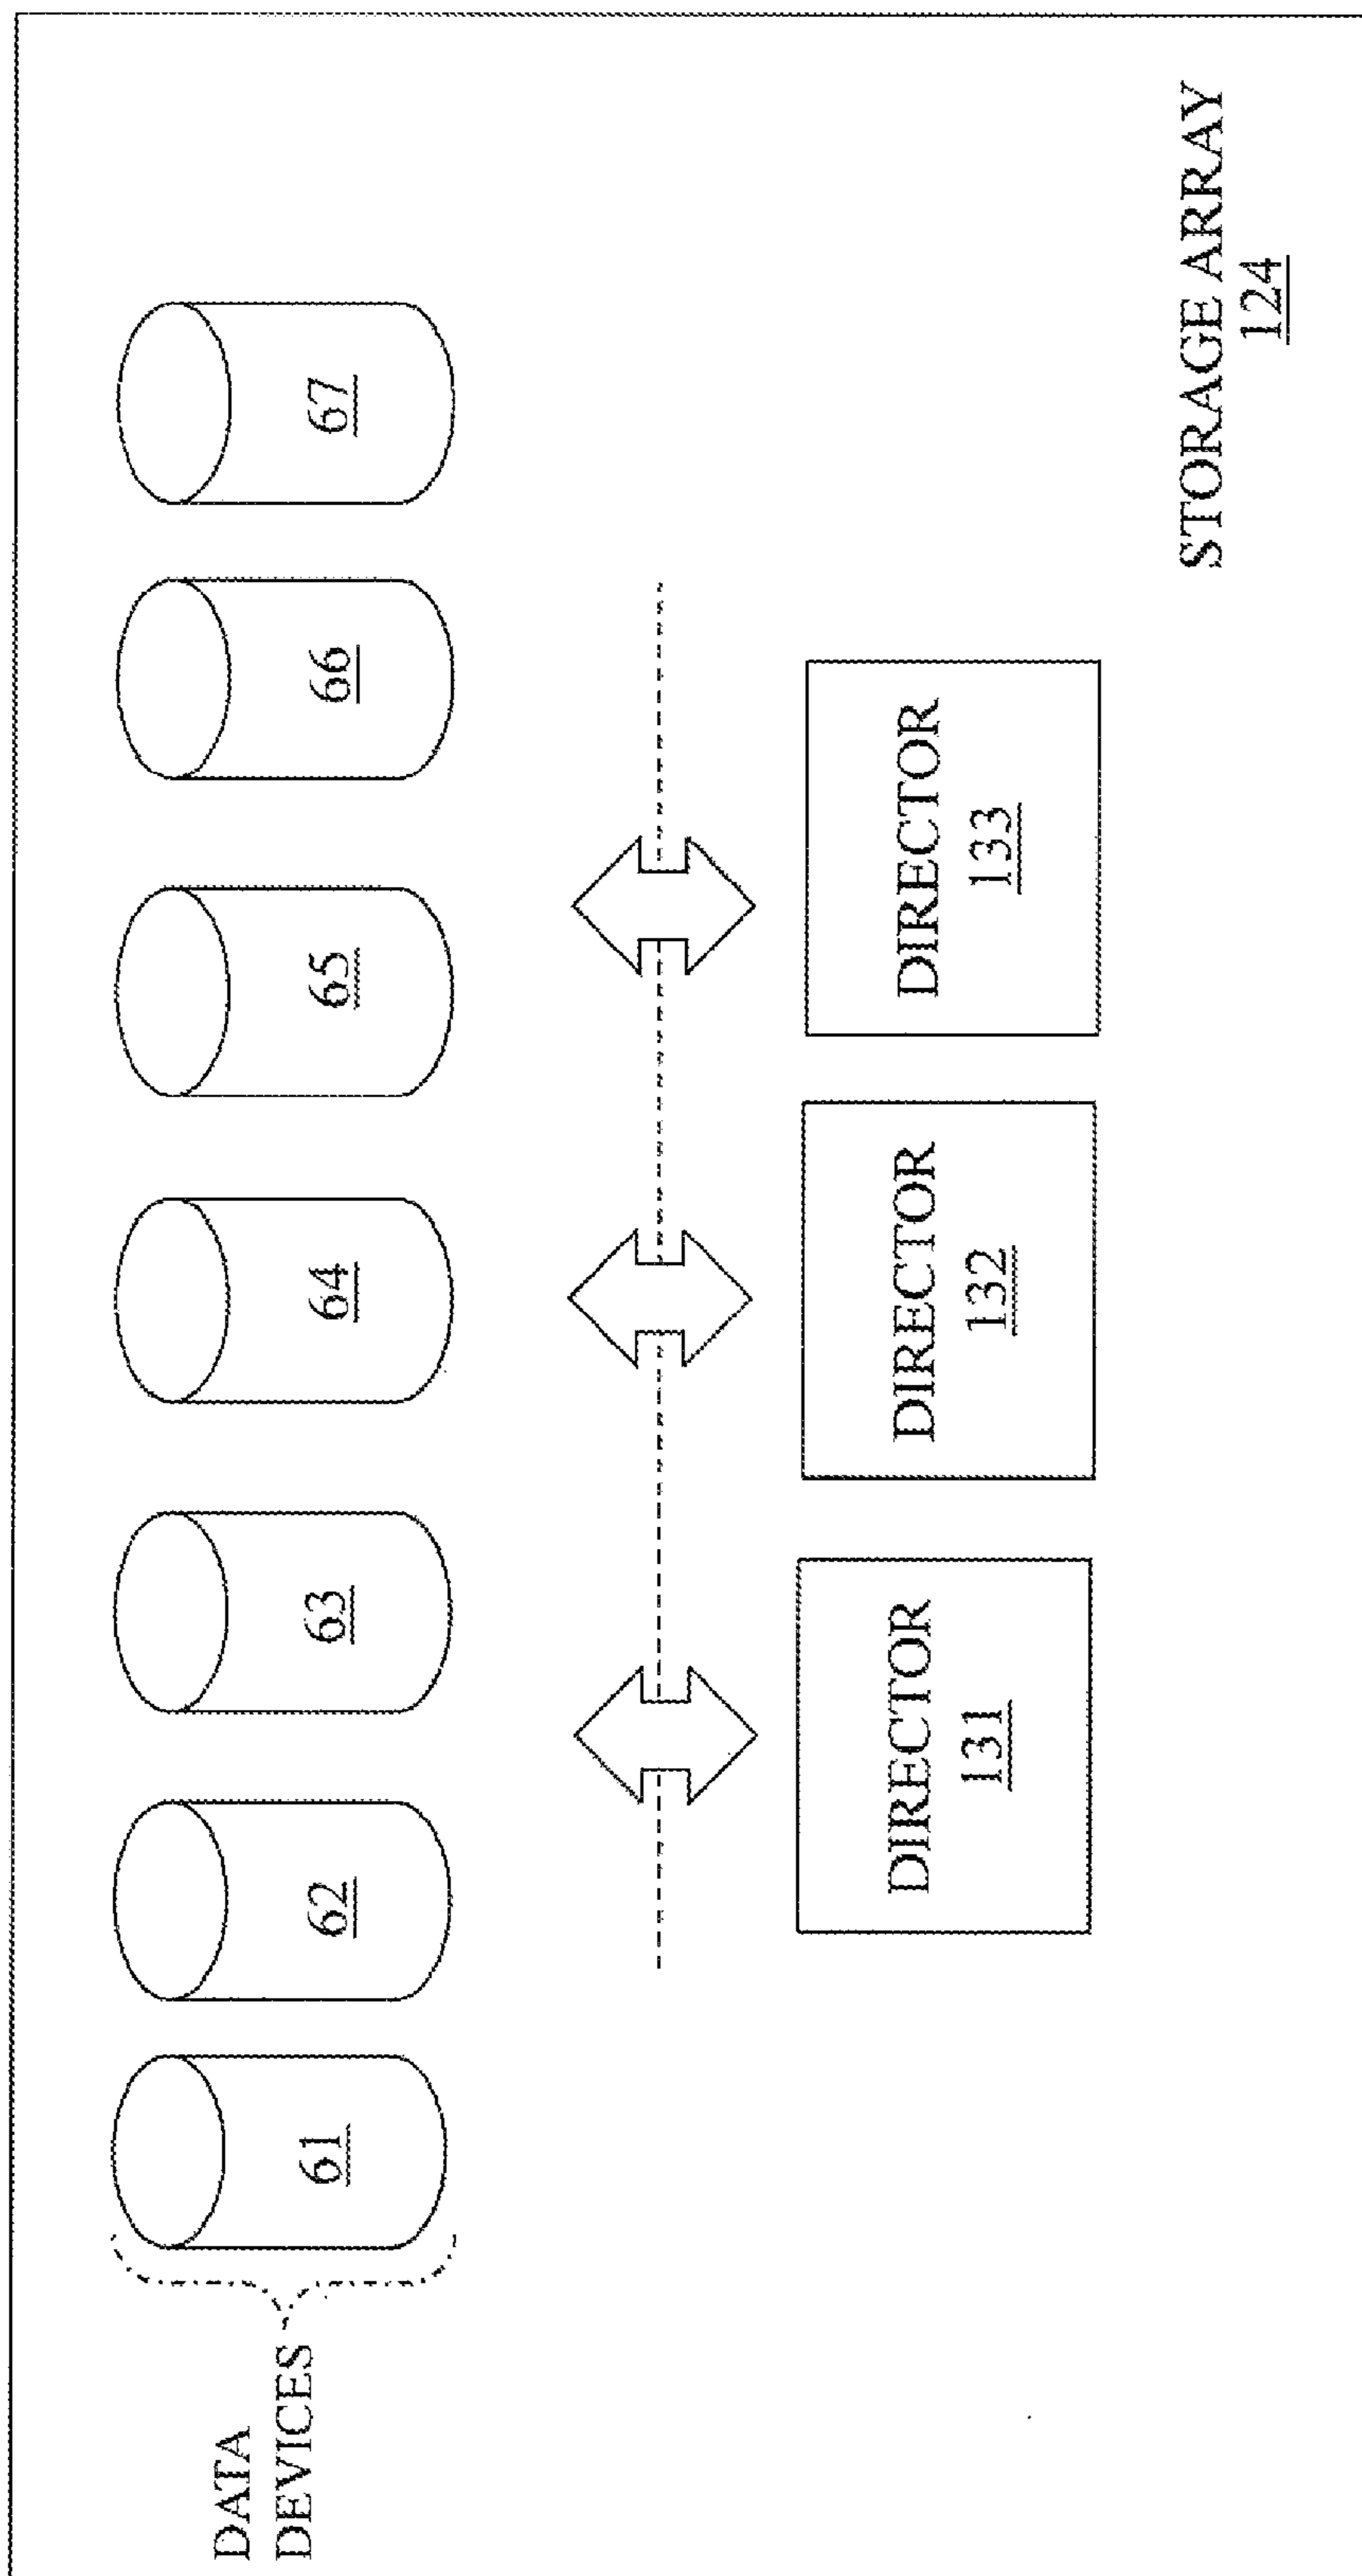 DATA
DEVICES
61
62
63
64
65
66
67
DIRECTOR
131
DIRECTOR
132
DIRECTOR
133
STORAGE ARRAY
124